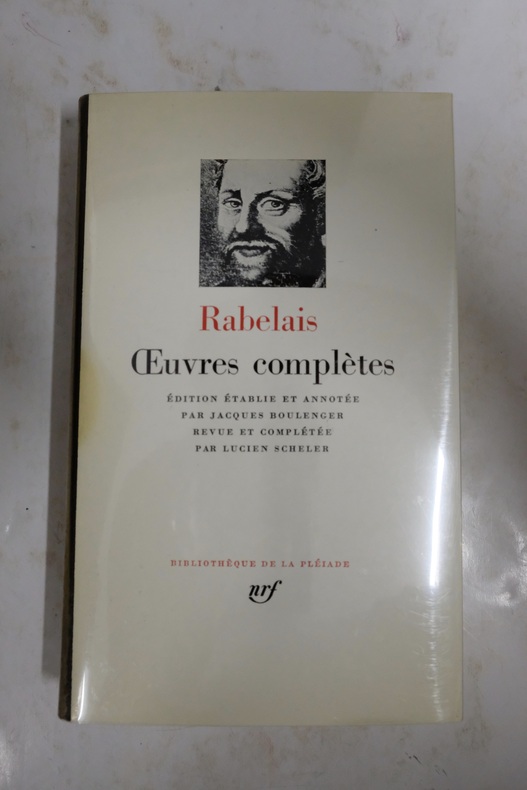 Rabelais
Œuvres complètes
ÉDITION ÉTABLIE ET ANNOTÉE
PAR JACQUES BOULENGER
REVUE ET COMPLÉTÉE
PAR LUCIEN SCHELER
BIBLIOTHÈQUE DE LA PLÉIADE
nrf